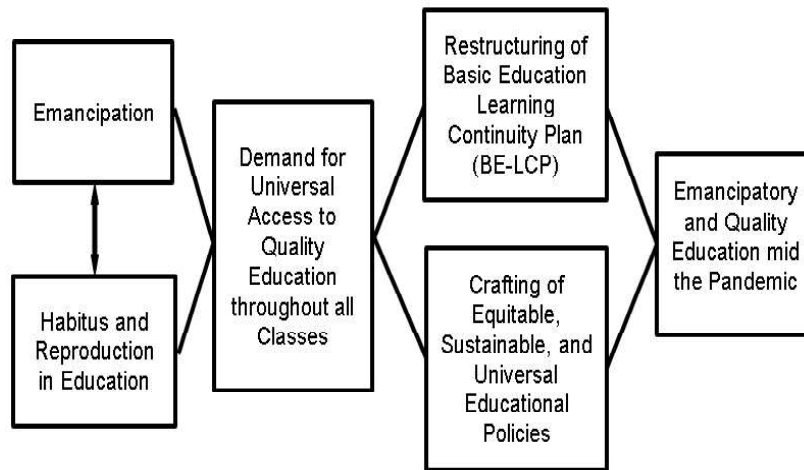 Emancipation
Habitus and
Reproduction
in Education
Demand for
Universal
Access to
Quality
Education
throughout all
Classes
Restructuring of
Basic Education
Learning
Continuity Plan
(BE-LCP)
Crafting of
Equitable,
Sustainable, and
Universal
Educational
Policies
Emancipatory
and Quality
Education mid
the Pandemic